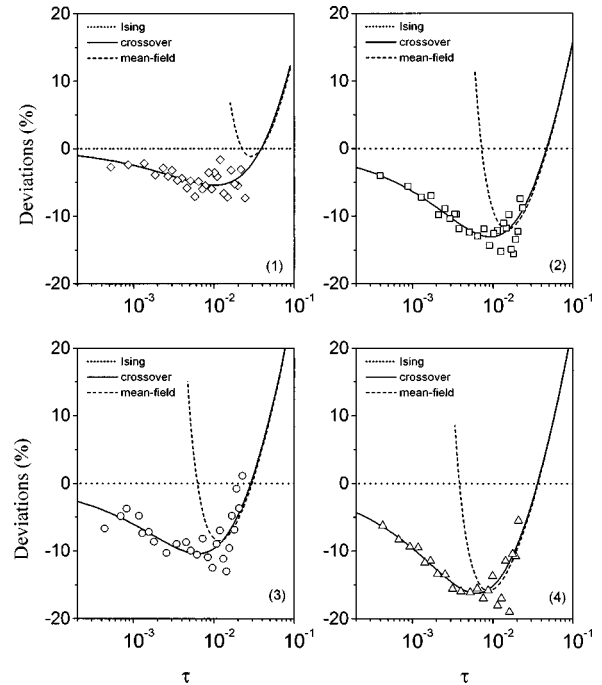 20
10
0
-10
-20
Deviations (%)
Ising
crossover
mean-field
(1)
10⁻³
10⁻²
10⁻¹
20
10
0
-10
-20
Ising
crossover
mean-field
(2)
10⁻³
10⁻²
10⁻¹
20
10
0
-10
-20
Deviations (%)
Ising
crossover
mean-field
(3)
10⁻³
10⁻²
10⁻¹
τ
20
10
0
-10
-20
Ising
crossover
mean-field
(4)
10⁻³
10⁻²
10⁻¹
τ